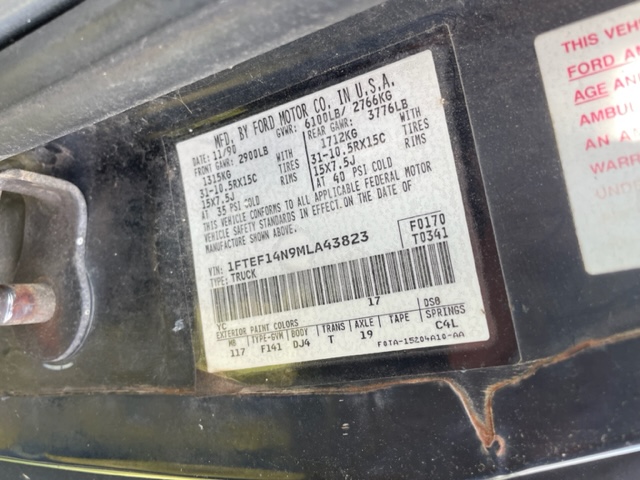 MFD. BY FORD MOTOR CO. IN U.S.A.
DATE: 11/90 GVWR: 6100LB/ 2766KG
FRONT GAWR: 2900LB REAR GAWR: 3776LB
1315KG WITH 1712KG WITH
31-10.5RX15C TIRES 31-10.5RX15C TIRES
15X7.5J RIMS 15X7.5J RIMS
AT 35 PSI COLD AT 40 PSI COLD
THIS VEHICLE CONFORMS TO ALL APPLICABLE FEDERAL MOTOR
VEHICLE SAFETY STANDARDS IN EFFECT ON THE DATE OF
MANUFACTURE SHOWN ABOVE.
VIN: 1FTEF14N9MLA43823 F0170
TYPE: TRUCK T0341
17
YC DSO
EXTERIOR PAINT COLORS
WB TYPE-GVW BODY TRANS AXLE TAPE SPRINGS
117 F141 DJ4 T 19 C4L
F0TA-15204A10-AA
THIS VEH
FORD A
AGE AN
AMBUL
AN A
WARR
UND